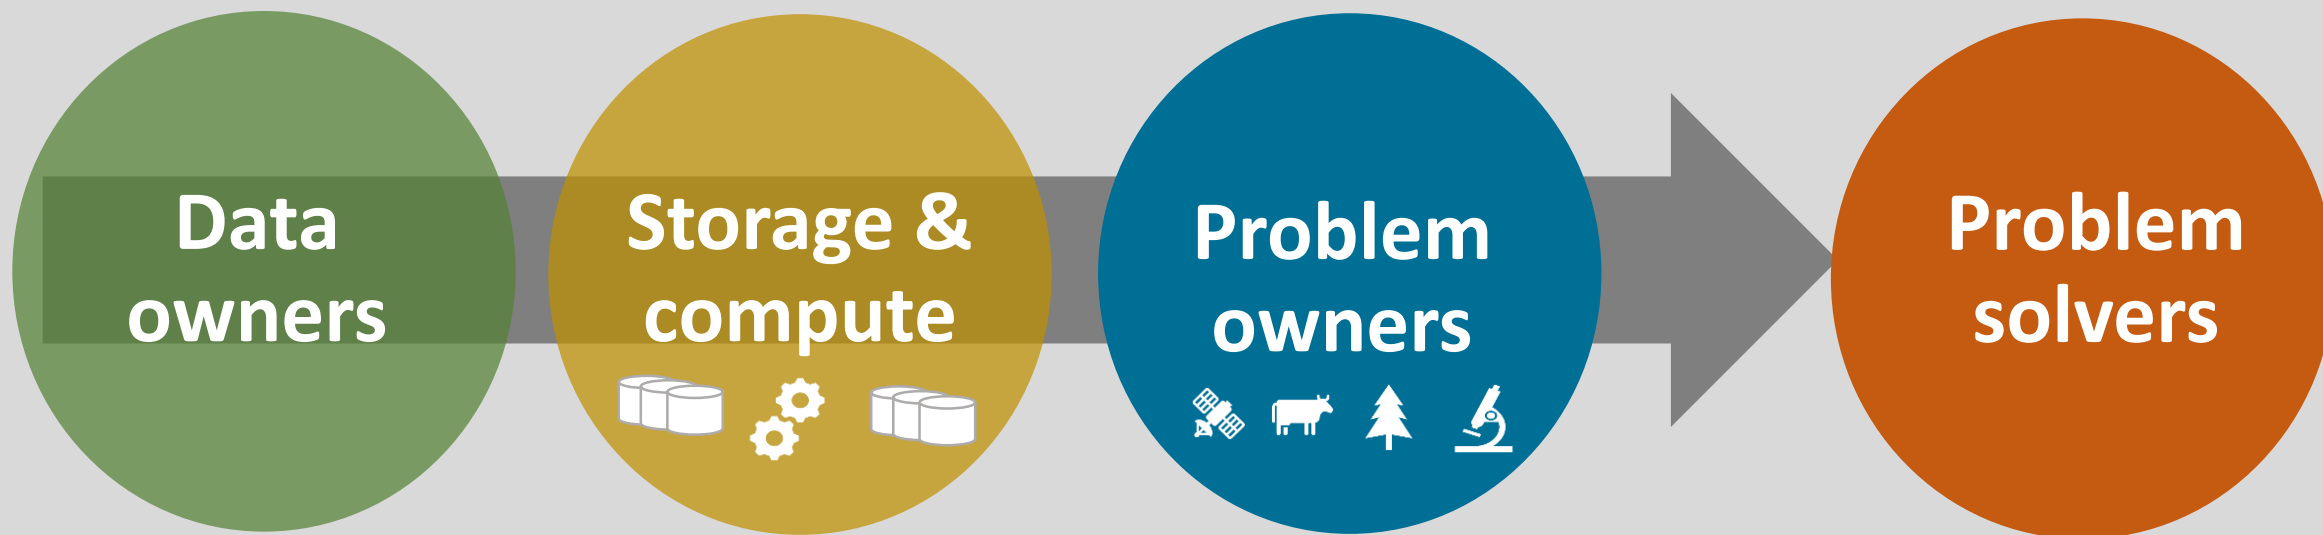 Data
owners
Storage &
compute
Problem
owners
Problem
solvers